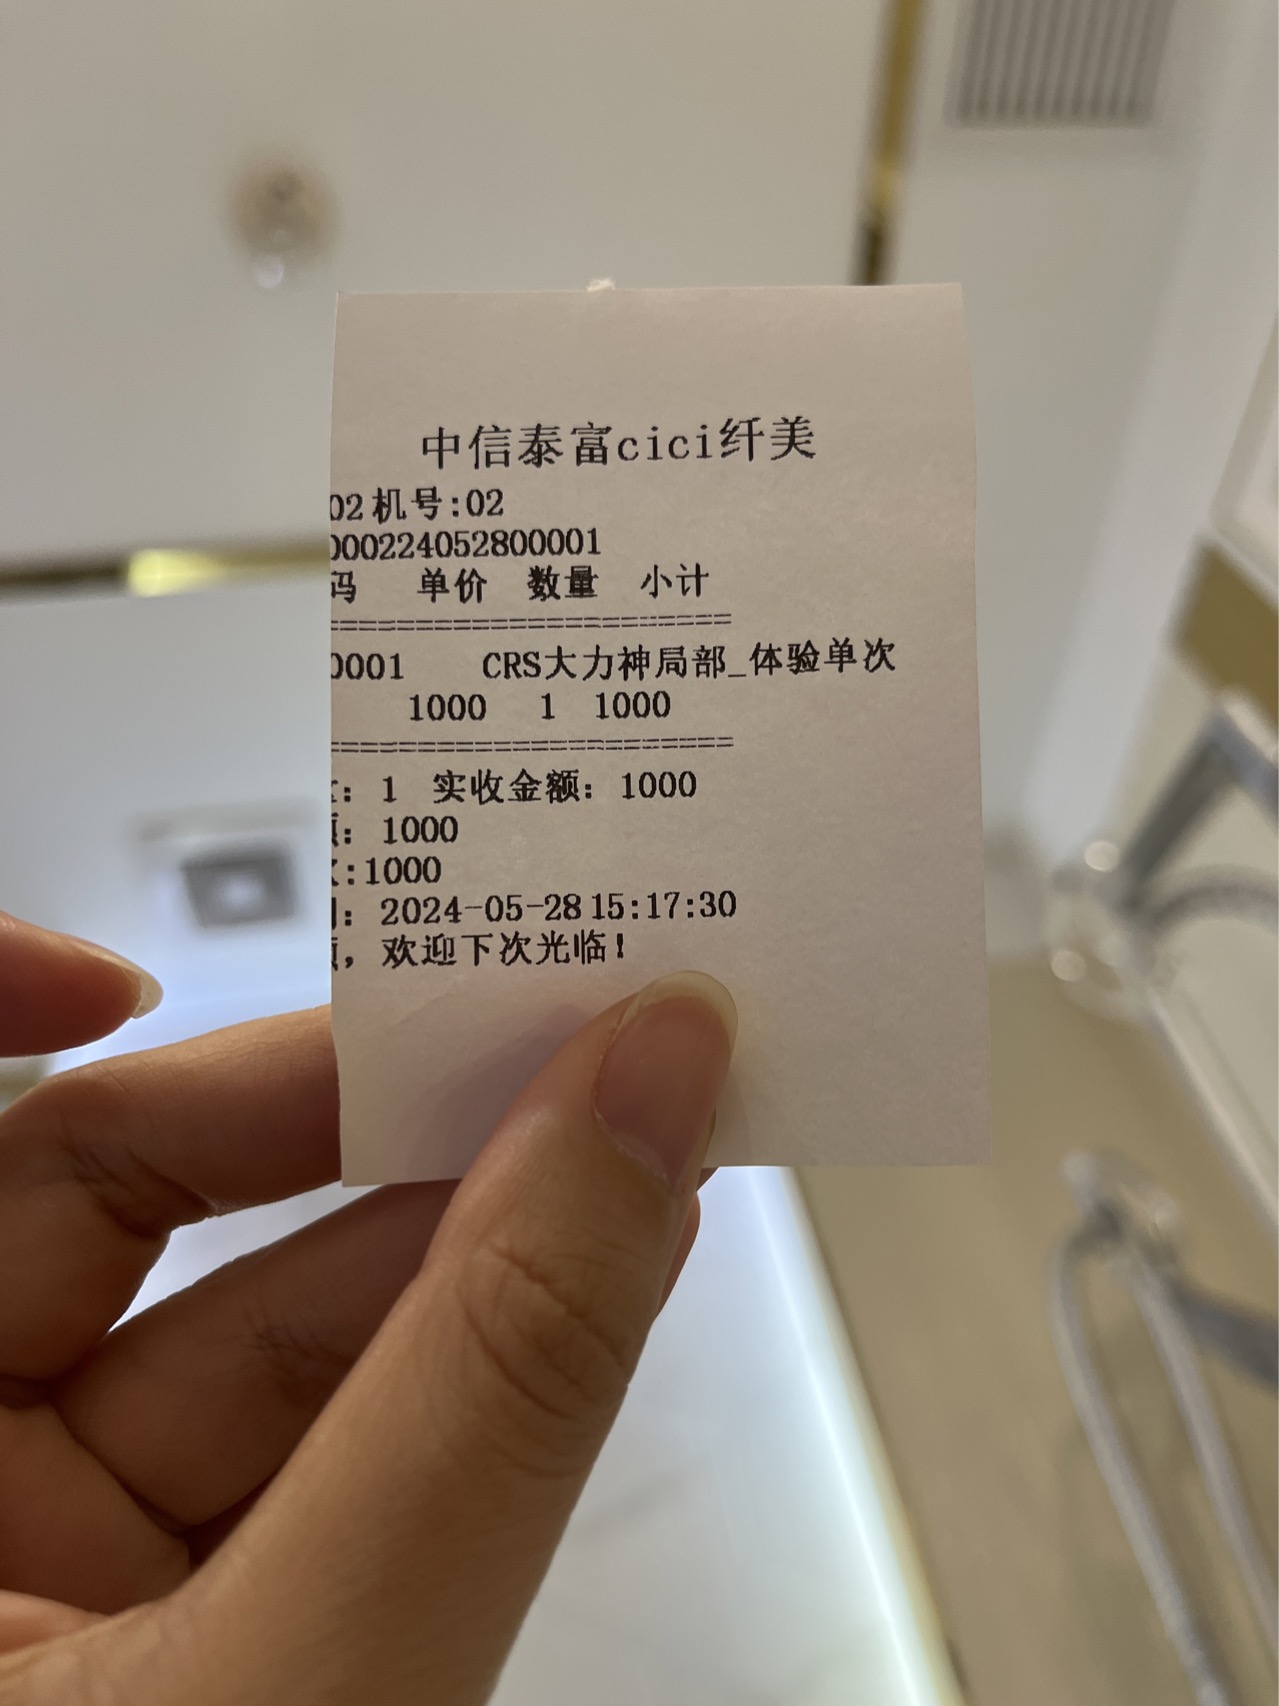 中信泰富cici纤美
02机号:02
000224052800001
码 单价 数量 小计
=======================
0001 CRS大力神局部_体验单次
1000 1 1000
=======================
: 1 实收金额: 1000
: 1000
:1000
: 2024-05-28 15:17:30
，欢迎下次光临!